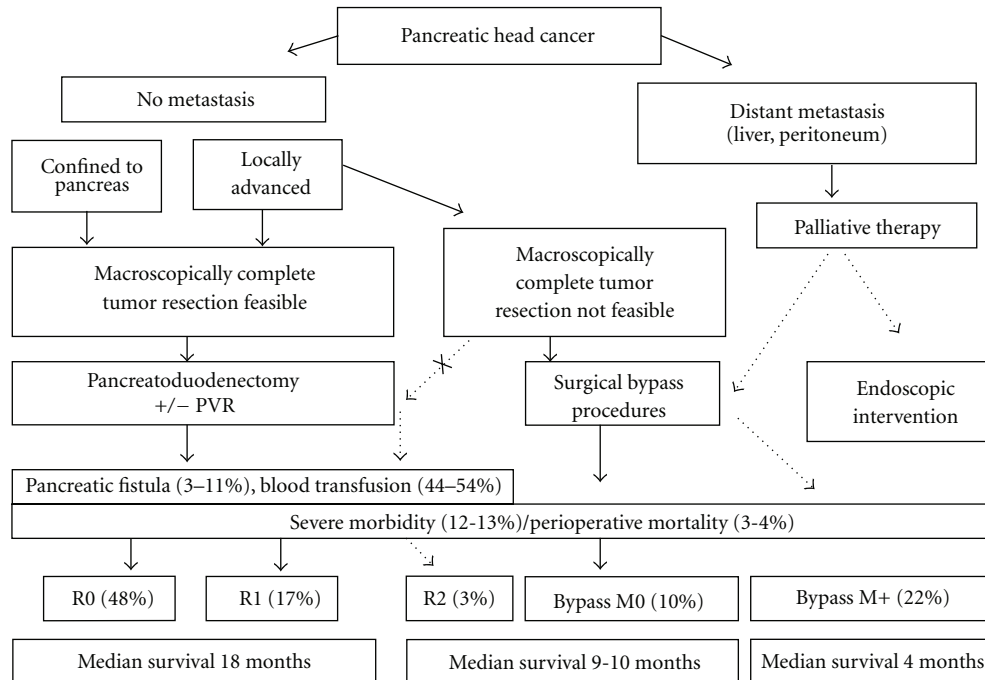 Pancreatic head cancer
No metastasis
Distant metastasis
(liver, peritoneum)
Confined to
pancreas
Locally
advanced
Palliative therapy
Macroscopically complete
tumor resection feasible
Macroscopically
complete tumor
resection not feasible
Pancreatoduodenectomy
+/− PVR
Surgical bypass
procedures
Endoscopic
intervention
Pancreatic fistula (3–11%), blood transfusion (44–54%)
Severe morbidity (12-13%)/perioperative mortality (3-4%)
R0 (48%)
R1 (17%)
R2 (3%)
Bypass M0 (10%)
Bypass M+ (22%)
Median survival 18 months
Median survival 9-10 months
Median survival 4 months